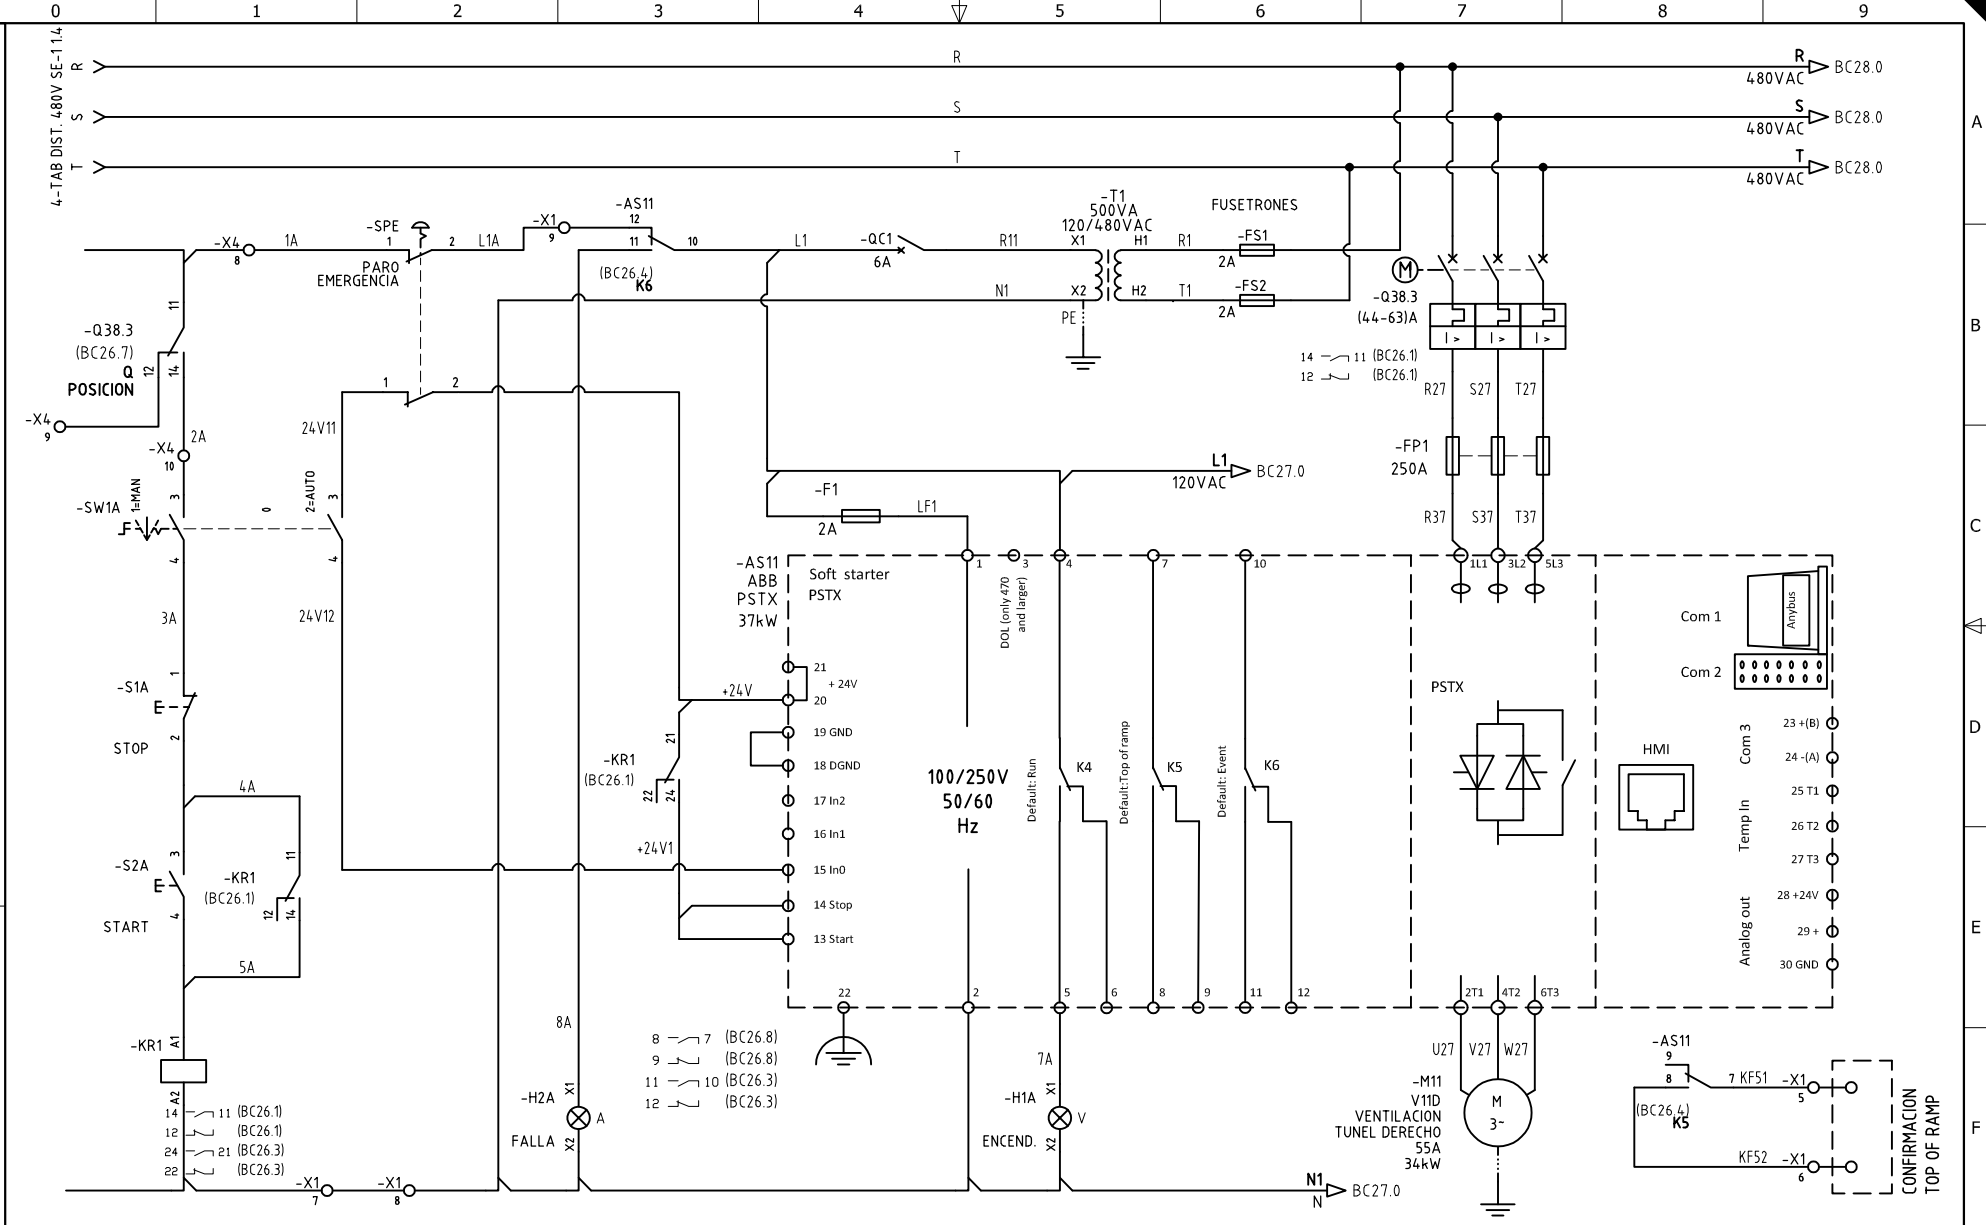 0 1 2 3 4 5 6 7 8 9
4-TAB DIST. 480V SE-1 1.4
R R R BC28.0
480VAC
S S S BC28.0
480VAC
T T T BC28.0
480VAC
A
B
C
D
E
F
-X4
8
1A
-SPE
1 2
PARO
EMERGENCIA
L1A
-X1
9
-AS11
12
11 10
(BC26.4)
K6
L1
-QC1
6A
R11
N1
-T1
500VA
120/480VAC
X1 H1
X2 H2
PE
FUSETRONES
R1
-FS1
2A
T1
-FS2
2A
M
-Q38.3
(44-63)A
I > I > I >
14 11 (BC26.1)
12 (BC26.1)
R27 S27 T27
-FP1
250A
R37 S37 T37
11
-Q38.3
(BC26.7)
Q
POSICION
12 14
-X4
9
2A
-X4
10
1=MAN
0
2=AUTO
-SW1A
3
4
3
4
1 2
24V11
24V12
3A
-S1A
1
2
STOP
4A
-S2A
3
4
START
-KR1
(BC26.1)
11
12 14
5A
-KR1
A1
A2
14 11 (BC26.1)
12 (BC26.1)
24 21 (BC26.3)
22 (BC26.3)
-X1
7
-X1
8
-KR1
(BC26.1)
21
22 24
+24V
+24V1
8A
-H2A
X1
A
X2
FALLA
8 7 (BC26.8)
9 (BC26.8)
11 10 (BC26.3)
12 (BC26.3)
-F1
2A
LF1
L1
120VAC
BC27.0
-AS11
ABB
PSTX
37kW
Soft starter
PSTX
1 3 4 7 10
DOL (only 470
and larger)
21
+ 24V
20
19 GND
18 DGND
17 In2
16 In1
15 In0
14 Stop
13 Start
22
100/250V
50/60
Hz
Default: Run
K4
Default:Top of ramp
K5
Default: Event
K6
2 5 6 8 9 11 12
7A
-H1A
X1
V
X2
ENCEND.
N1
N
BC27.0
1L1 3L2 5L3
PSTX
2T1 4T2 6T3
U27 V27 W27
-M11
V11D
VENTILACION
TUNEL DERECHO
55A
34kW
M
3~
Com 1
Anybus
Com 2
HMI
Com 3
23 +(B)
24 -(A)
Temp In
25 T1
26 T2
27 T3
Analog out
28 +24V
29 +
30 GND
-AS11
9
8 7
KF51
-X1
5
(BC26.4)
K5
KF52
-X1
6
CONFIRMACION
TOP OF RAMP